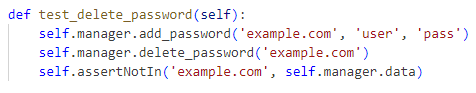 def test_delete_password(self):
    self.manager.add_password('example.com', 'user', 'pass')
    self.manager.delete_password('example.com')
    self.assertNotIn('example.com', self.manager.data)